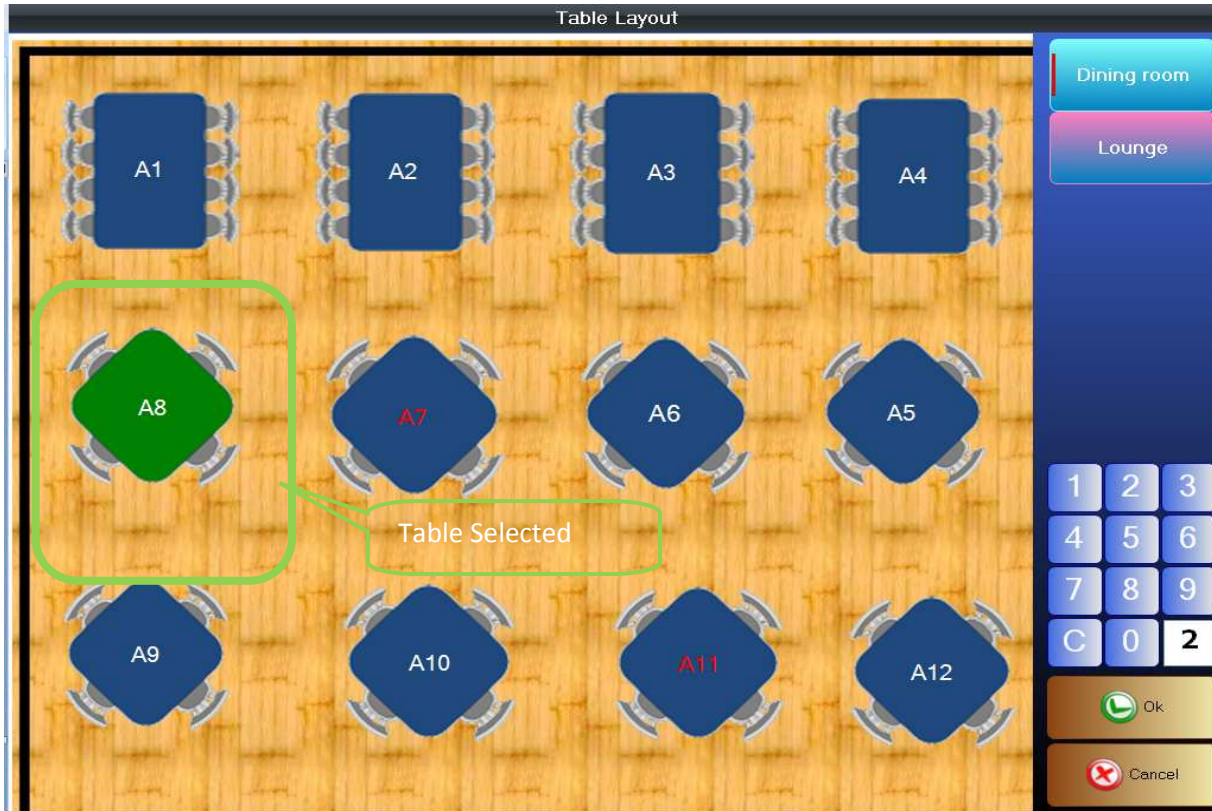 Table Layout
Dining room
Lounge
A1
A2
A3
A4
A8
A7
A6
A5
Table Selected
A9
A10
A11
A12
1 2 3
4 5 6
7 8 9
C 0 2
Ok
Cancel